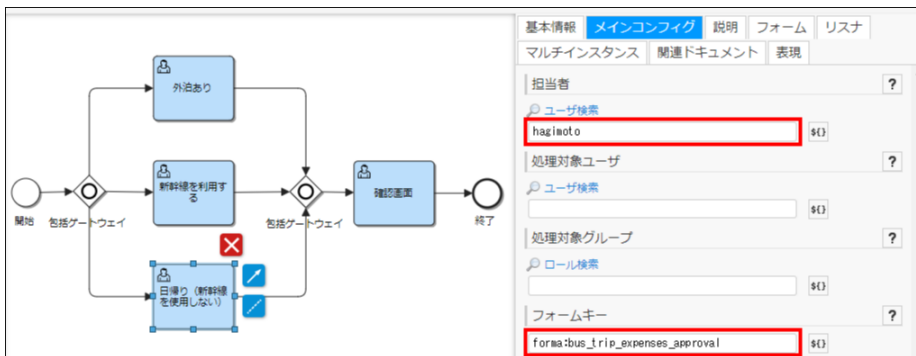 外泊あり
新幹線を利用す
る
確認画面
開始
包括ゲートウェイ
包括ゲートウェイ
終了
日帰り（新幹線
を使用しない）
基本情報
メインコンフィグ
説明
フォーム
リスナ
マルチインスタンス
関連ドキュメント
表現
担当者
?
ユーザ検索
hagimoto
${}
処理対象ユーザ
?
ユーザ検索
${}
処理対象グループ
?
ロール検索
${}
フォームキー
?
forma:bus_trip_expenses_approval
${}